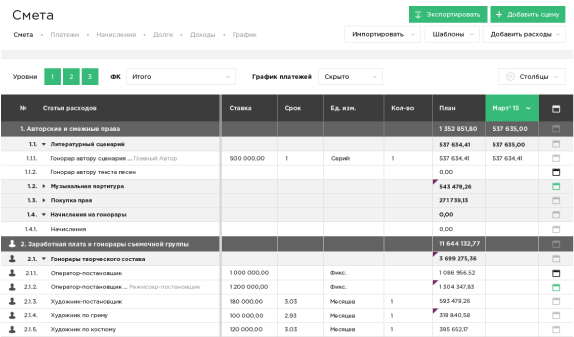 Смета
Экспортировать
+ Добавить сцену
Смета • Платежи • Начисления • Долги • Доходы • График
Импортировать
Шаблоны
Добавить расходы
Уровни 1 2 3 ФК Итого График платежей Скрыто Столбцы
№ Статья расходов Ставка Срок Ед. изм. Кол-во План Март' 15
1. Авторские и смежные права 1 352 851,80 537 635,00
1.1. Литературный сценарий 537 634,41 537 635,00
1.1.1. Гонорар автору сценария ... Главный Автор 500 000,00 1 Серий 1 537 634,41 537 634,41
1.1.2. Гонорар автору текста песен 0,00
1.2. Музыкальная партитура 543 478,26
1.3. Покупка прав 271 739,13
1.4. Начисления на гонорары 0,00
1.4.1. Начисления 0,00
2. Заработная плата и гонорары съемочной группы 11 644 132,77
2.1. Гонорары творческого состава 3 699 275,36
2.1.1. Оператор-постановщик 1 000 000,00 Фикс. 1 086 956,52
2.1.2. Оператор-постановщик ... Режиссер-постановщик 1 200 000,00 Фикс. 1 304 347,83
2.1.3. Художник-постановщик 180 000,00 3.03 Месяцев 1 593 478,26
2.1.4. Художник по гриму 100 000,00 2.93 Месяцев 1 318 840,58
2.1.5. Художник по костюму 120 000,00 3.03 Месяцев 1 395 652,17